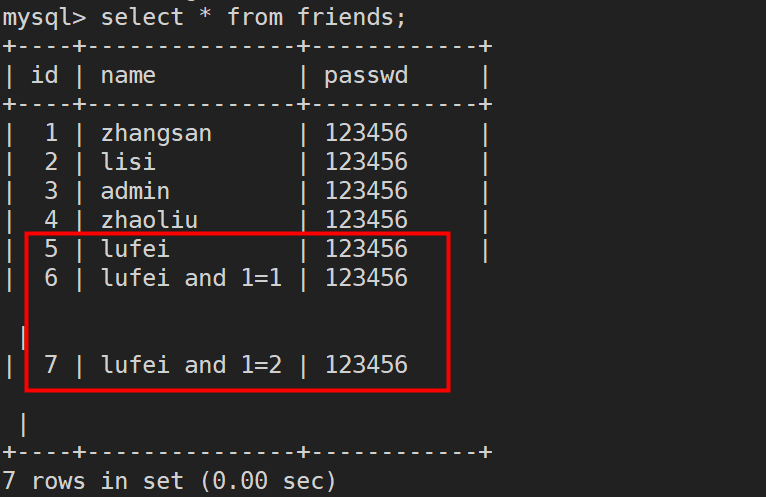 mysql> select * from friends;
+----+---------------+------------+
| id | name          | passwd     |
+----+---------------+------------+
|  1 | zhangsan      | 123456     |
|  2 | lisi          | 123456     |
|  3 | admin         | 123456     |
|  4 | zhaoliu       | 123456     |
|  5 | lufei         | 123456     |
|  6 | lufei and 1=1 | 123456
 |
|  7 | lufei and 1=2 | 123456
 |
+----+---------------+------------+
7 rows in set (0.00 sec)